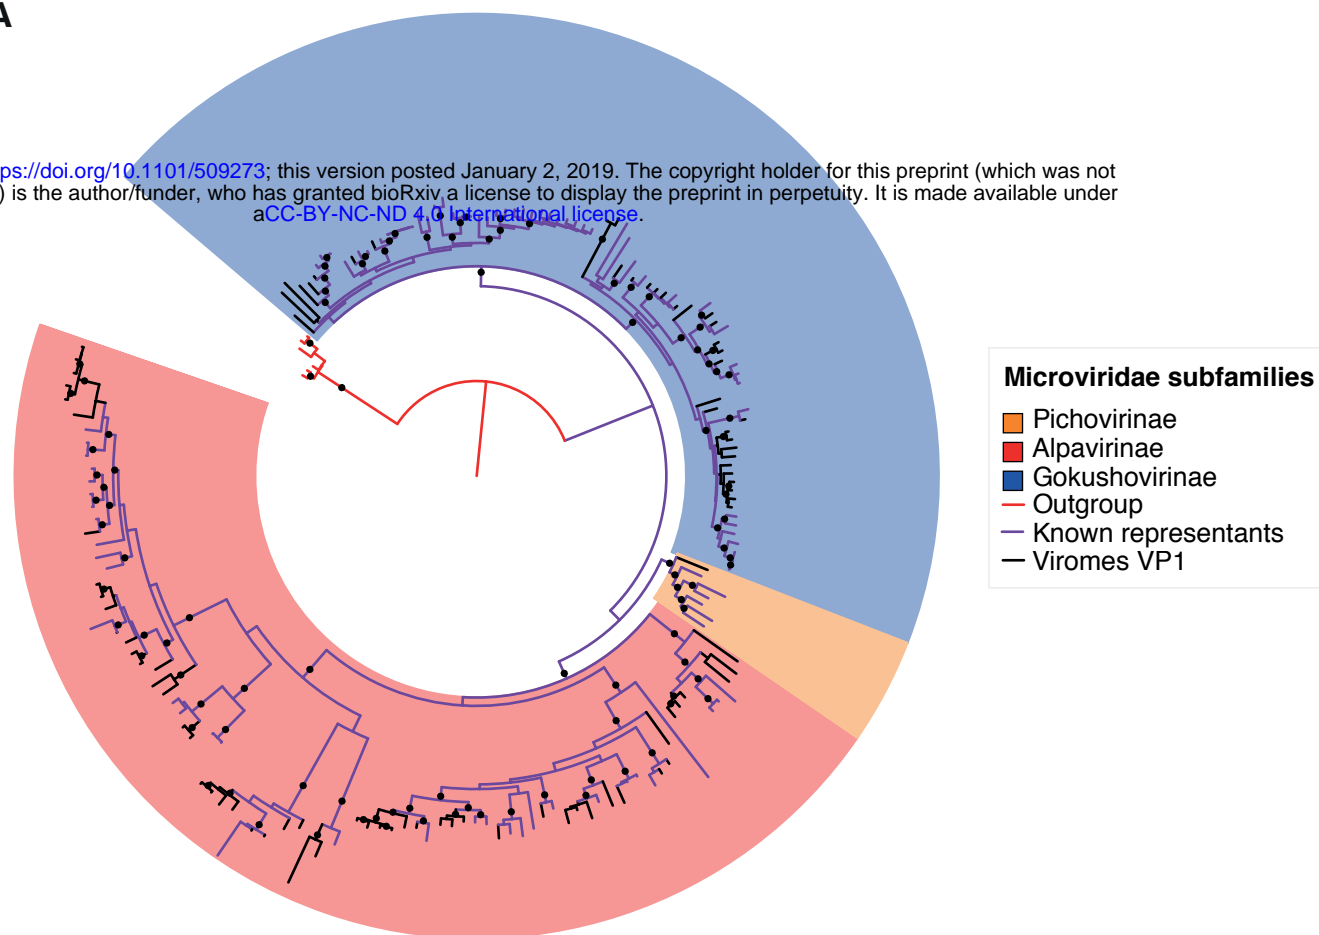 A
ps://doi.org/10.1101/509273; this version posted January 2, 2019. The copyright holder for this preprint (which was not
) is the author/funder, who has granted bioRxiv a license to display the preprint in perpetuity. It is made available under
aCC-BY-NC-ND 4.0 International license.
Microviridae subfamilies
Pichovirinae
Alpavirinae
Gokushovirinae
Outgroup
Known representants
Viromes VP1